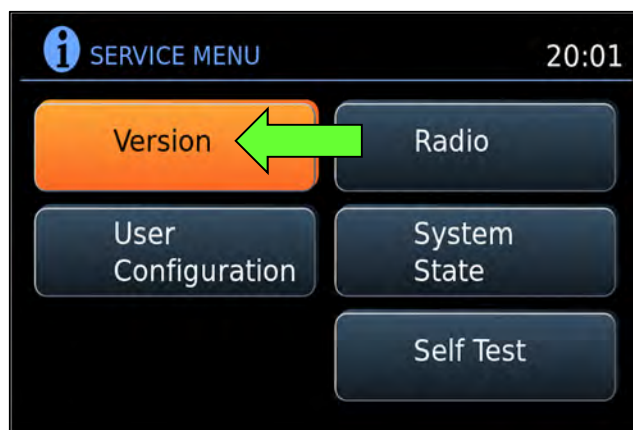 i SERVICE MENU 20:01
Version
Radio
User
Configuration
System
State
Self Test